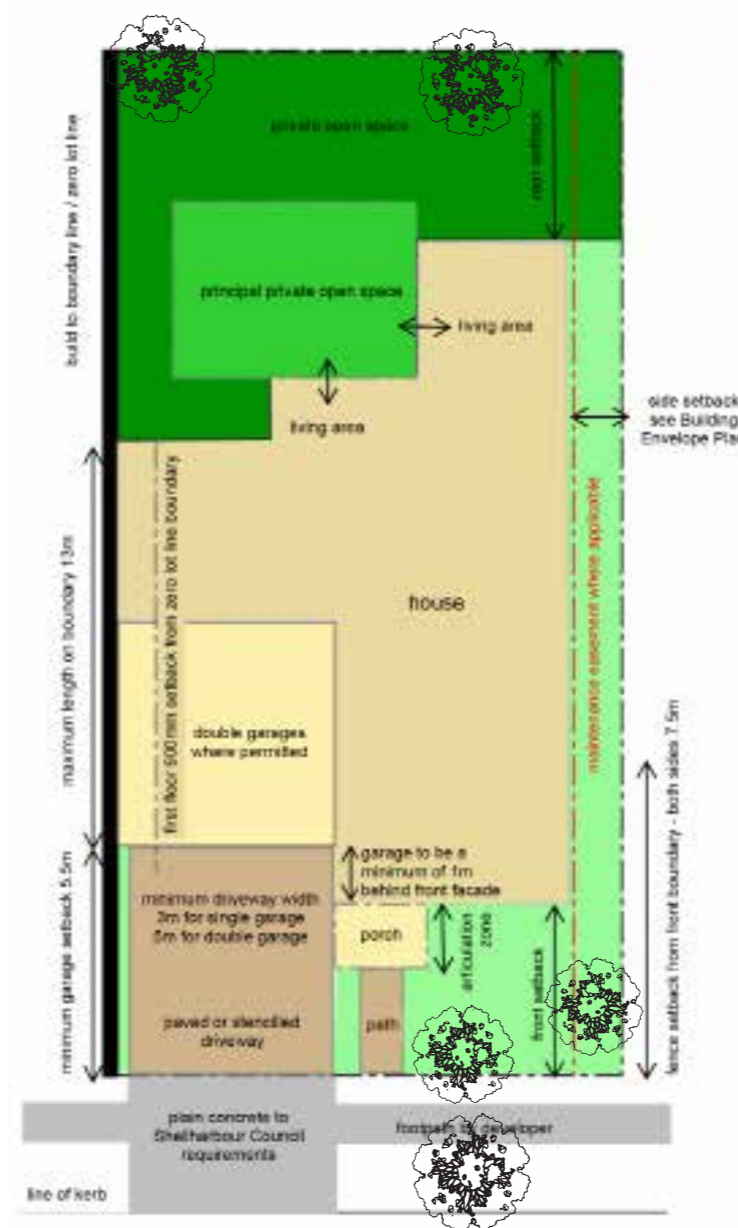 private open space
rear setback
build to boundary line / zero lot line
principal private open space
living area
living area
side setback
see Building
Envelope Pla
maximum length on boundary 13m
first floor 900mm setback from zero lot line boundary
maintenance easement where applicable
house
double garages
where permitted
fence setback from front boundary - both sides 7.5m
garage to be a
minimum of 1m
behind front facade
minimum garage setback 5.5m
minimum driveway width
3m for single garage
5m for double garage
porch
articulation
zone
front setback
paved or stencilled
driveway
path
plain concrete to
Shellharbour Council
requirements
footpath by developer
line of kerb